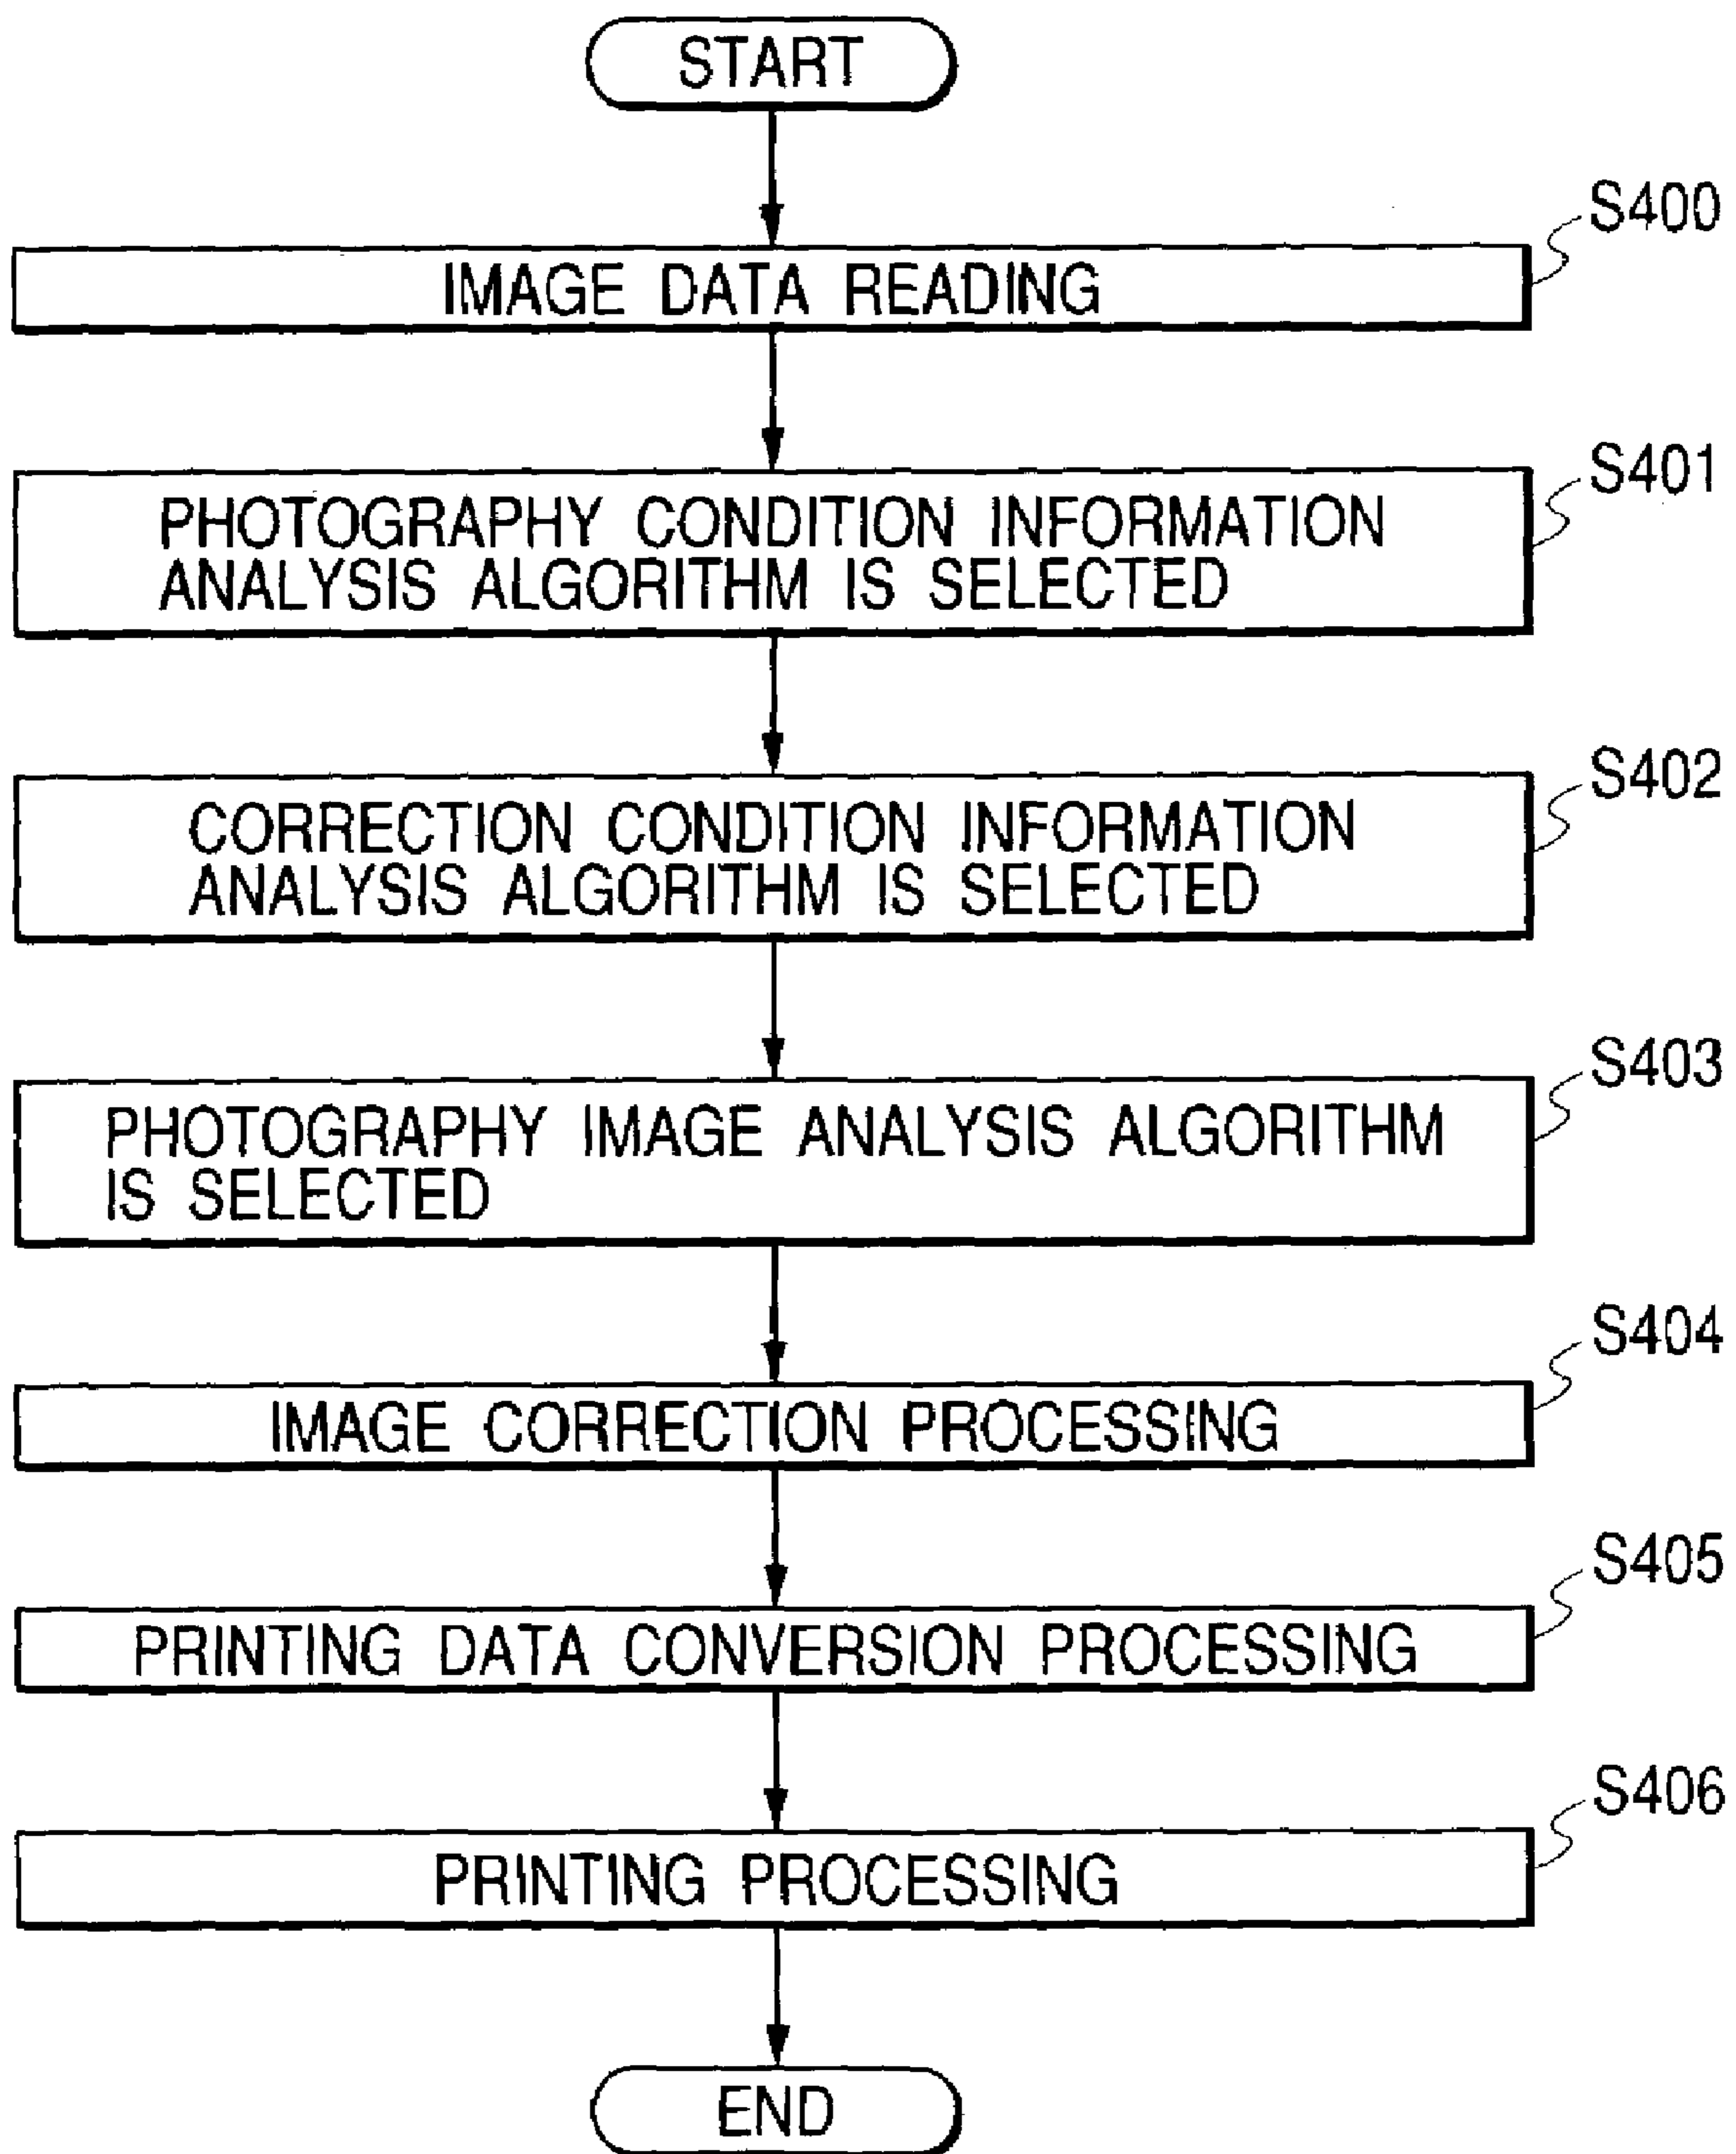 START
S400
IMAGE DATA READING
S401
PHOTOGRAPHY CONDITION INFORMATION
ANALYSIS ALGORITHM IS SELECTED
S402
CORRECTION CONDITION INFORMATION
ANALYSIS ALGORITHM IS SELECTED
S403
PHOTOGRAPHY IMAGE ANALYSIS ALGORITHM
IS SELECTED
S404
IMAGE CORRECTION PROCESSING
S405
PRINTING DATA CONVERSION PROCESSING
S406
PRINTING PROCESSING
END